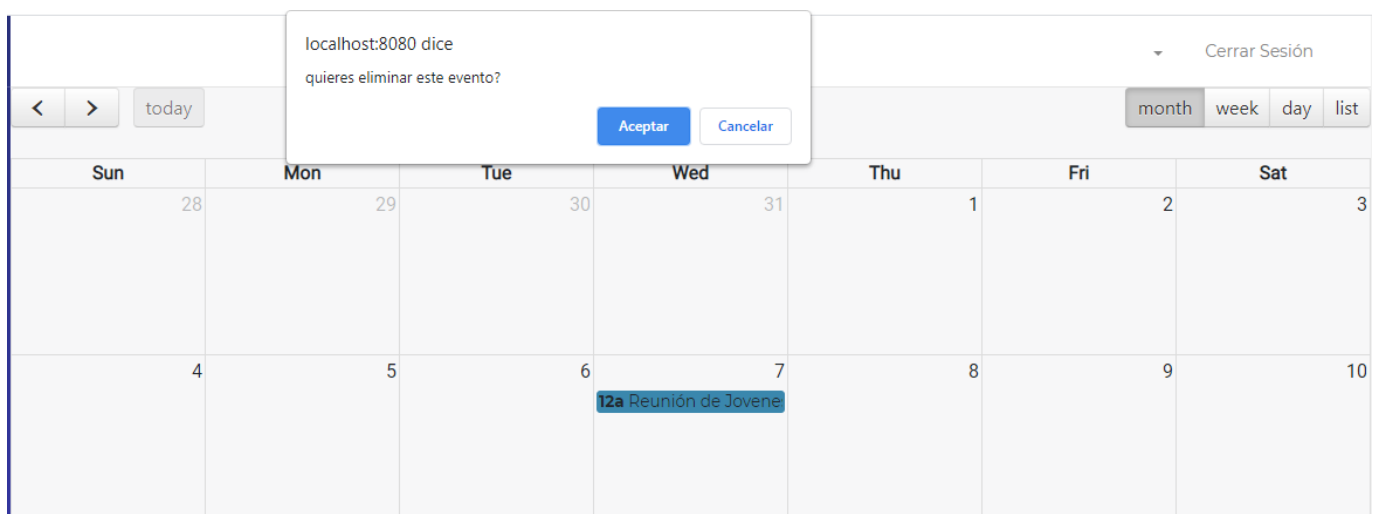 localhost:8080 dice
quieres eliminar este evento?
Aceptar Cancelar
Cerrar Sesión
today
month week day list
Sun Mon Tue Wed Thu Fri Sat
28 29 30 31 1 2 3
4 5 6 7 8 9 10
12a Reunión de Jovene